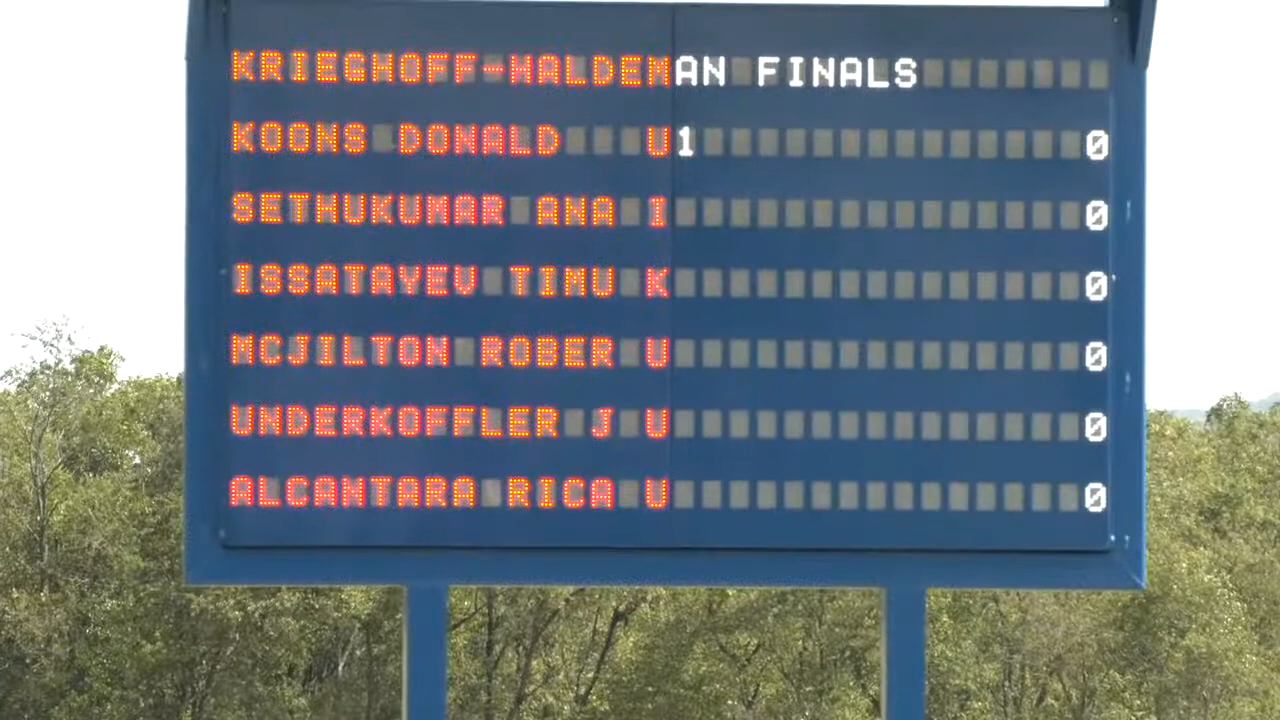 KRIEGHOFF-HALDEMAN FINALS
KOONS DONALD U1 0
SETHUKUMAR ANA I 0
ISSATAYEV TIMU K 0
MCJILTON ROBER U 0
UNDERKOFFLER J U 0
ALCANTARA RICA U 0